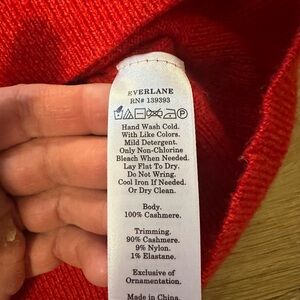 EVERLANE
RN# 139393
Hand Wash Cold.
With Like Colors.
Mild Detergent.
Only Non-Chlorine
Bleach When Needed.
Lay Flat To Dry.
Do Not Wring.
Cool Iron If Needed.
Or Dry Clean.
Body.
100% Cashmere.
Trimming.
90% Cashmere.
9% Nylon.
1% Elastane.
Exclusive of
Ornamentation.
Made in China